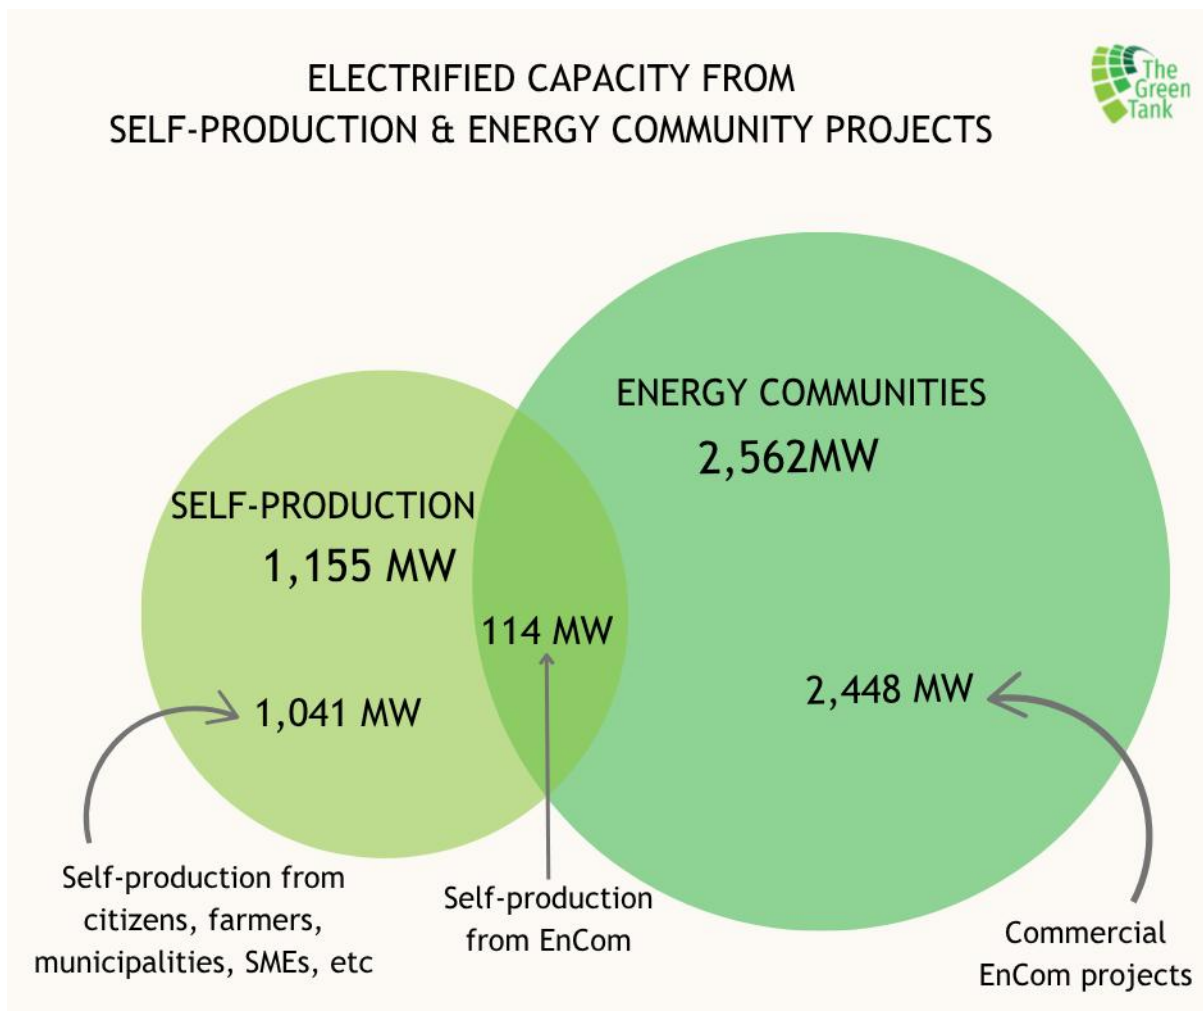 ELECTRIFIED CAPACITY FROM
SELF-PRODUCTION & ENERGY COMMUNITY PROJECTS
The
Green
Tank
ENERGY COMMUNITIES
2,562MW
SELF-PRODUCTION
1,155 MW
114 MW
2,448 MW
1,041 MW
Self-production from
citizens, farmers,
municipalities, SMEs, etc
Self-production
from EnCom
Commercial
EnCom projects